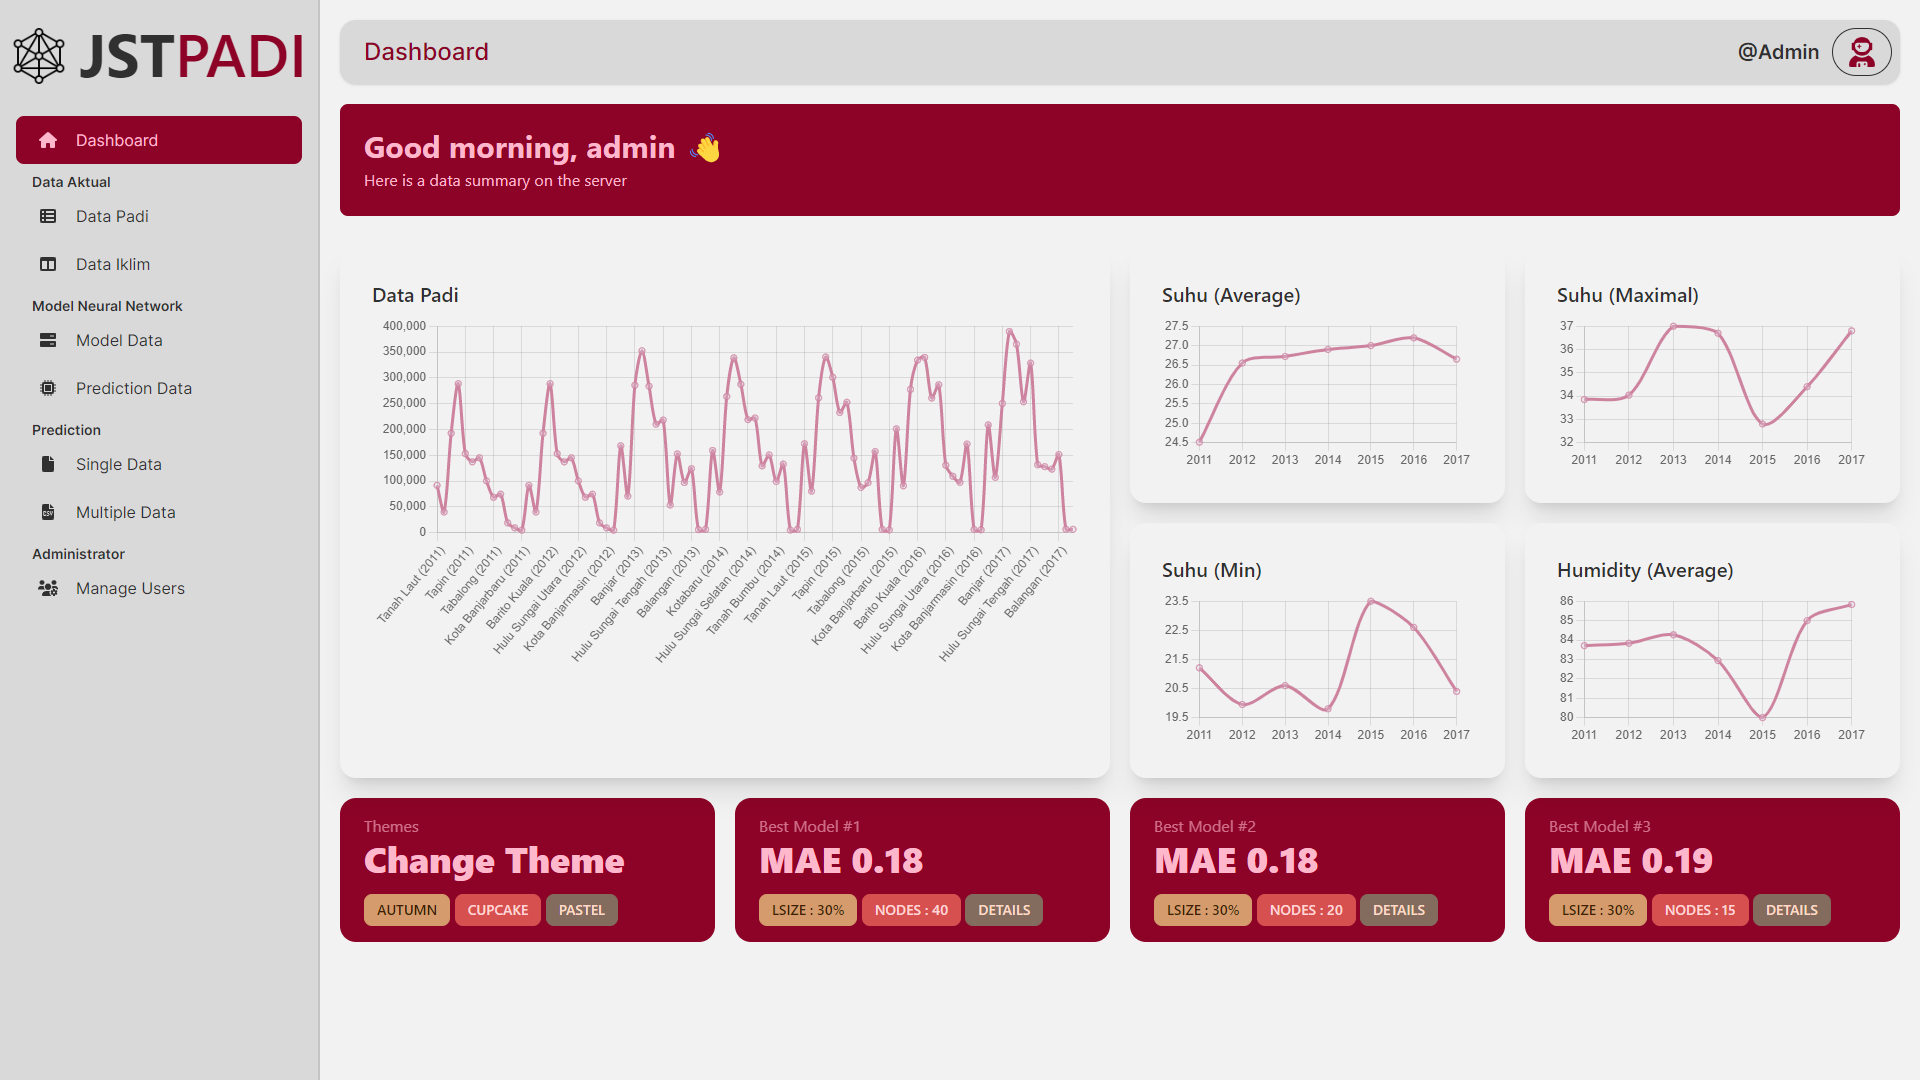 JSTPADI
Dashboard
Data Aktual
Data Padi
Data Iklim
Model Neural Network
Model Data
Prediction Data
Prediction
Single Data
Multiple Data
Administrator
Manage Users
Dashboard
@Admin
Good morning, admin 👋
Here is a data summary on the server
Data Padi
400,000
350,000
300,000
250,000
200,000
150,000
100,000
50,000
0
Tanah Laut (2011)
Tapin (2011)
Tabalong (2011)
Kota Banjarbaru (2011)
Barito Kuala (2012)
Hulu Sungai Utara (2012)
Kota Banjarmasin (2012)
Banjar (2013)
Hulu Sungai Tengah (2013)
Balangan (2013)
Kotabaru (2014)
Hulu Sungai Selatan (2014)
Tanah Bumbu (2014)
Tanah Laut (2015)
Tapin (2015)
Tabalong (2015)
Kota Banjarbaru (2015)
Barito Kuala (2016)
Hulu Sungai Utara (2016)
Kota Banjarmasin (2016)
Banjar (2017)
Hulu Sungai Tengah (2017)
Balangan (2017)
Suhu (Average)
27.5
27.0
26.5
26.0
25.5
25.0
24.5
2011 2012 2013 2014 2015 2016 2017
Suhu (Maximal)
37
36
35
34
33
32
2011 2012 2013 2014 2015 2016 2017
Suhu (Min)
23.5
22.5
21.5
20.5
19.5
2011 2012 2013 2014 2015 2016 2017
Humidity (Average)
86
85
84
83
82
81
80
2011 2012 2013 2014 2015 2016 2017
Themes
Change Theme
AUTUMN CUPCAKE PASTEL
Best Model #1
MAE 0.18
LSIZE : 30% NODES : 40 DETAILS
Best Model #2
MAE 0.18
LSIZE : 30% NODES : 20 DETAILS
Best Model #3
MAE 0.19
LSIZE : 30% NODES : 15 DETAILS